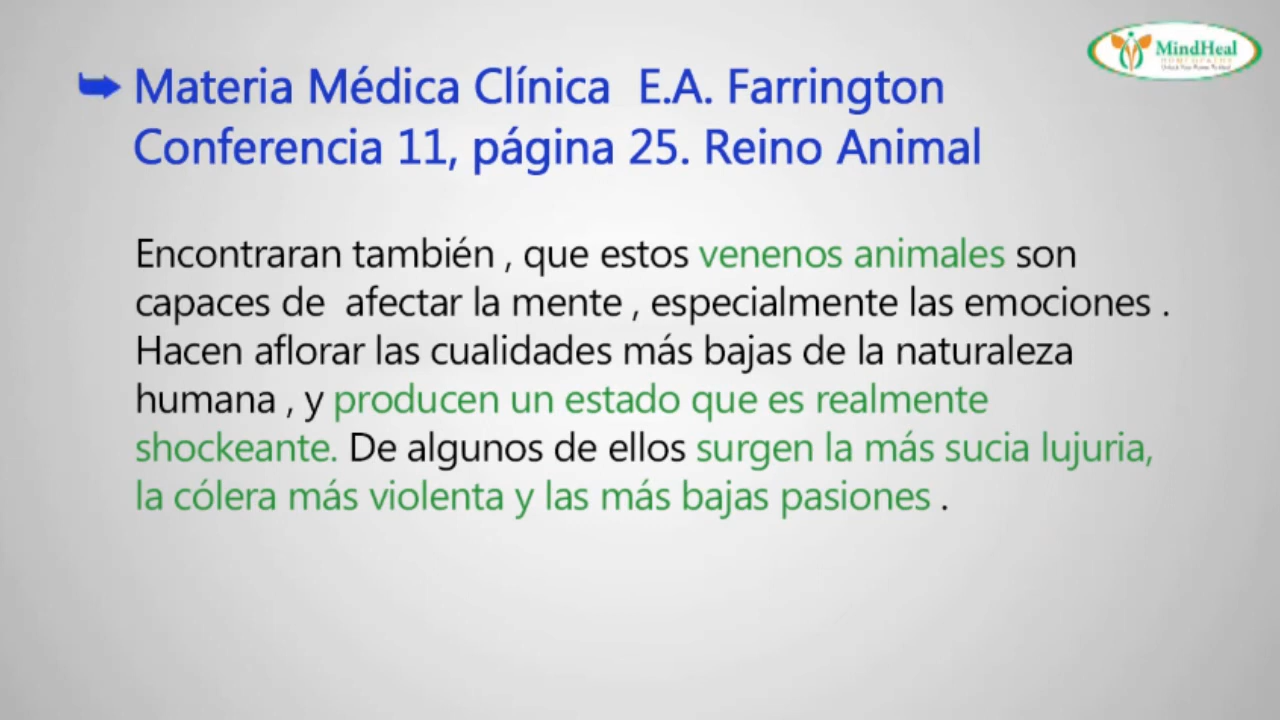 MindHeal
HOMEOPATHY
Materia Médica Clínica  E.A. Farrington
Conferencia 11, página 25. Reino Animal
Encontraran también , que estos venenos animales son
capaces de  afectar la mente , especialmente las emociones .
Hacen aflorar las cualidades más bajas de la naturaleza
humana , y producen un estado que es realmente
shockeante. De algunos de ellos surgen la más sucia lujuria,
la cólera más violenta y las más bajas pasiones .